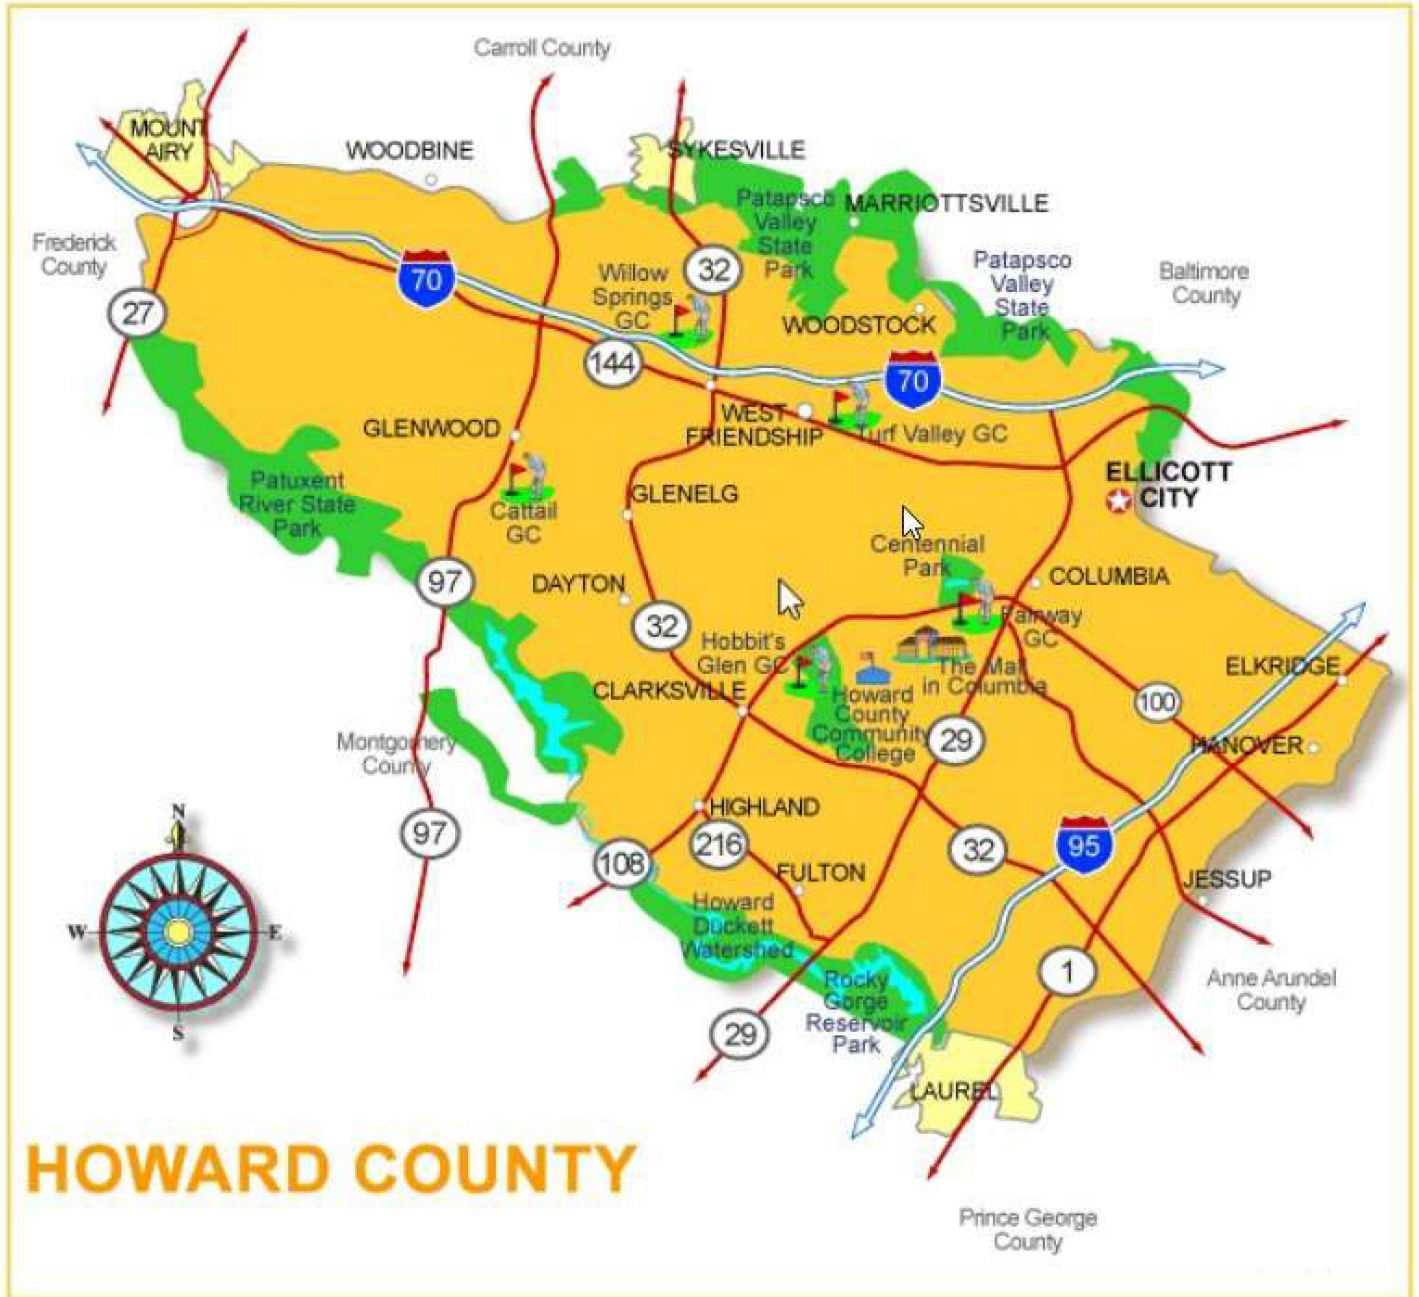 Carroll County
MOUNT
AIRY
WOODBINE
SYKESVILLE
Patapsco
Valley
State
Park
MARRIOTTSVILLE
Frederick
County
Patapsco
Valley
State
Park
Baltimore
County
32
Willow
Springs
GC
70
27
WOODSTOCK
144
70
WEST
FRIENDSHIP
Turf Valley GC
GLENWOOD
ELLICOTT
CITY
Patuxent
River State
Park
GLENELG
Cattail
GC
Centennial
Park
97
DAYTON
COLUMBIA
32
Hobbit's
Glen GC
Fairway
GC
The Mall
in Columbia
ELKRIDGE
CLARKSVILLE
Howard
County
Community
College
100
29
HANOVER
Montgomery
County
HIGHLAND
97
216
108
32
95
FULTON
JESSUP
Howard
Duckett
Watershed
N
W
E
S
Rocky
Gorge
Reservoir
Park
1
Anne Arundel
County
29
LAUREL
HOWARD COUNTY
Prince George
County